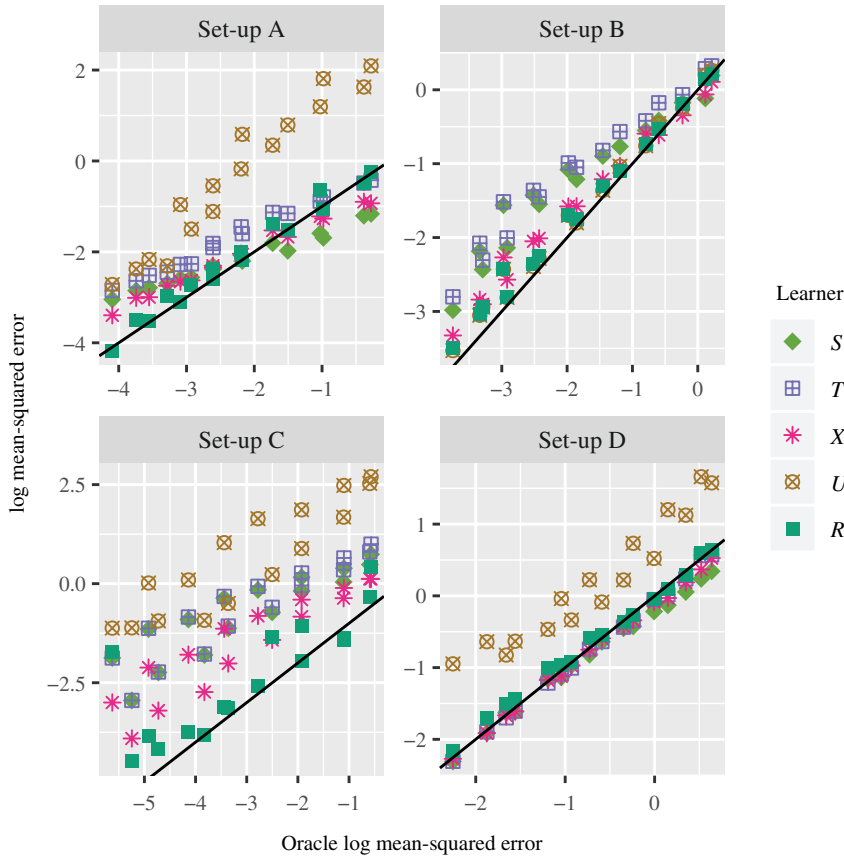 Set-up A
Set-up B
2
0
−2
−4
−4
−3
−2
−1
0
−1
−2
−3
−3
−2
−1
0
Set-up C
Set-up D
2.5
0.0
−2.5
−5
−4
−3
−2
−1
1
0
−1
−2
−2
−1
0
log mean-squared error
Oracle log mean-squared error
Learner
S
T
X
U
R